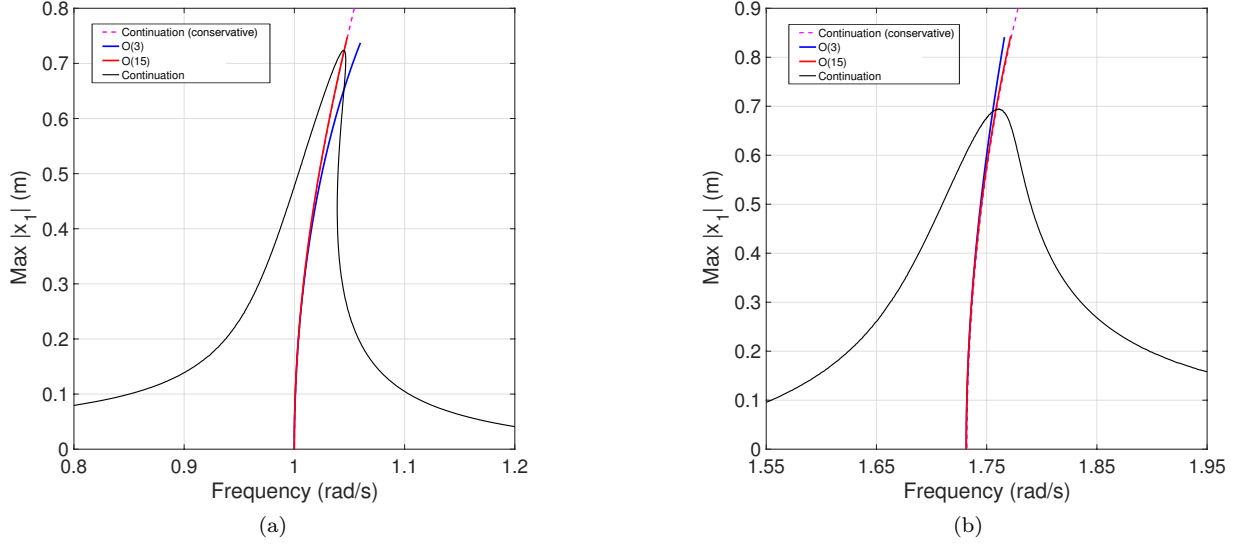 0.8
0.7
0.6
0.5
0.4
0.3
0.2
0.1
0
Max |x_1| (m)
Continuation (conservative)
O(3)
O(15)
Continuation
0.8 0.9 1 1.1 1.2
Frequency (rad/s)
(a)
0.9
0.8
0.7
0.6
0.5
0.4
0.3
0.2
0.1
0
Max |x_1| (m)
Continuation (conservative)
O(3)
O(15)
Continuation
1.55 1.65 1.75 1.85 1.95
Frequency (rad/s)
(b)